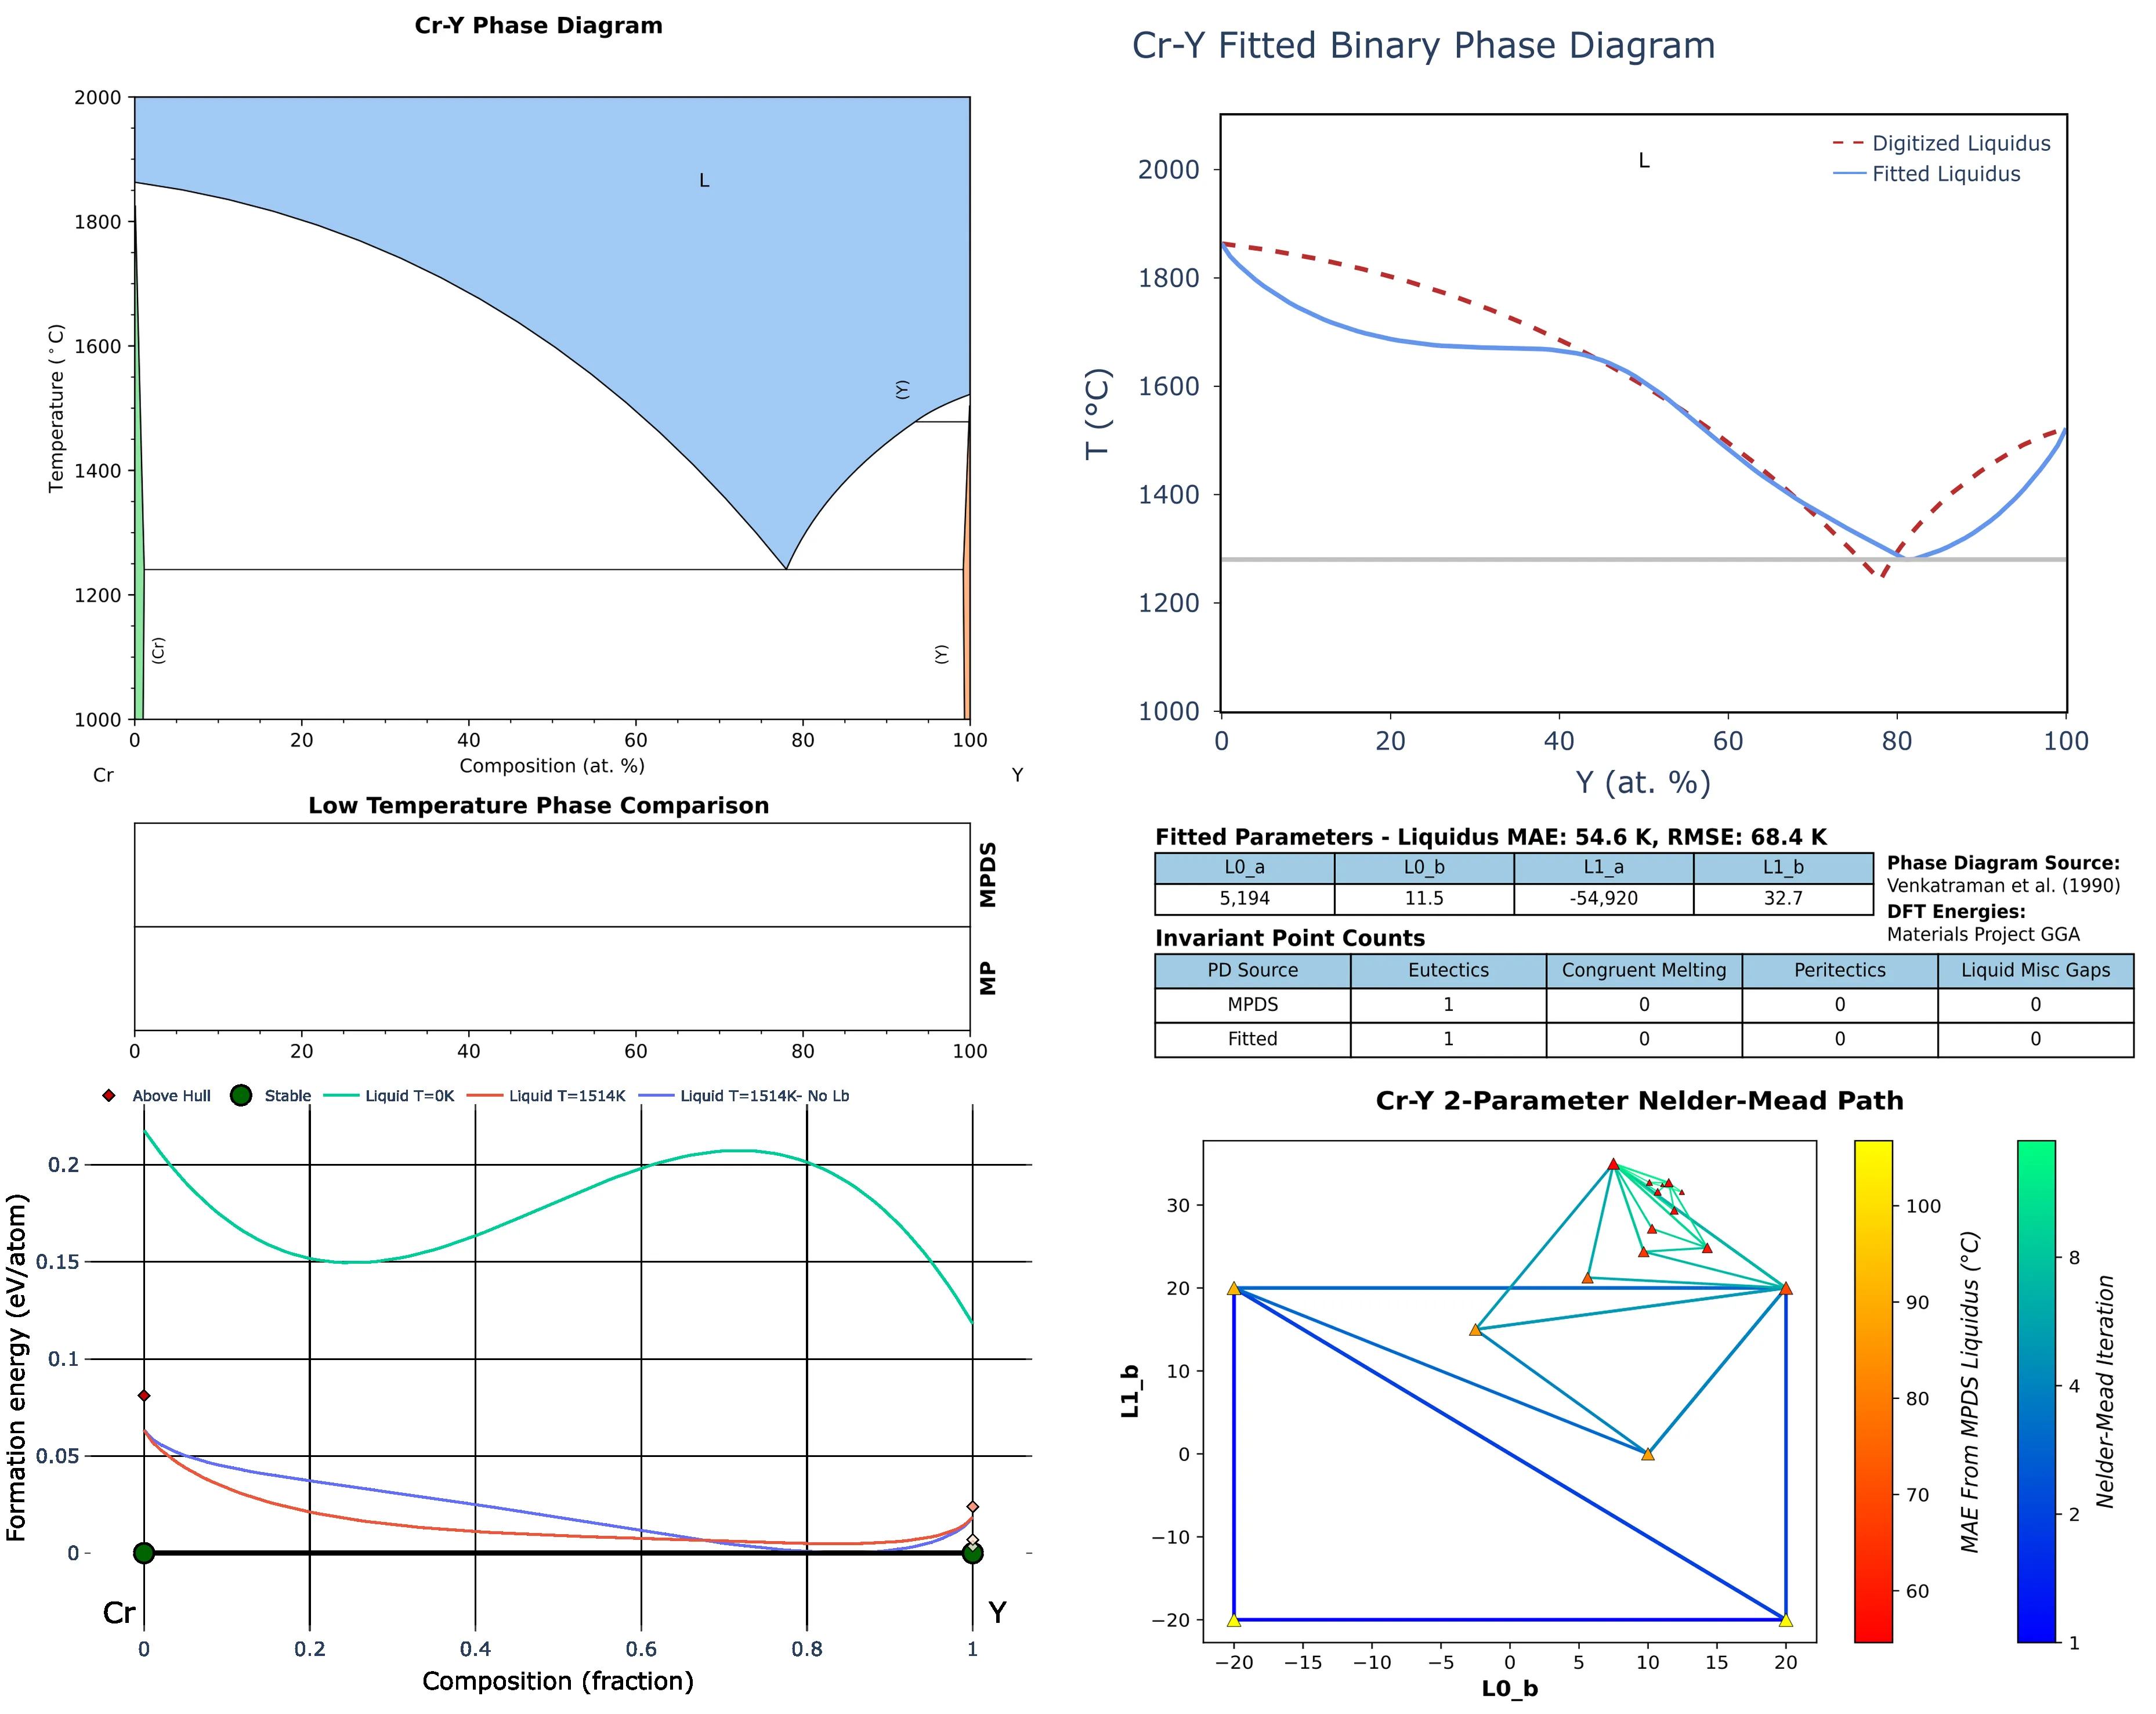 Cr-Y Phase Diagram
2000
1800
1600
1400
1200
1000
Temperature (°C)
L
(Y)
(Cr)
(Y)
0 20 40 60 80 100
Composition (at. %)
Cr Y
Low Temperature Phase Comparison
MPDS
MP
0 20 40 60 80 100
Above Hull Stable Liquid T=0K Liquid T=1514K Liquid T=1514K- No Lb
0.2
0.15
0.1
0.05
0
Formation energy (eV/atom)
Cr Y
0 0.2 0.4 0.6 0.8 1
Composition (fraction)
Cr-Y Fitted Binary Phase Diagram
L
Digitized Liquidus
Fitted Liquidus
2000
1800
1600
1400
1200
1000
T (°C)
0 20 40 60 80 100
Y (at. %)
Fitted Parameters - Liquidus MAE: 54.6 K, RMSE: 68.4 K
L0_a L0_b L1_a L1_b
5,194 11.5 -54,920 32.7
Phase Diagram Source:
Venkatraman et al. (1990)
DFT Energies:
Materials Project GGA
Invariant Point Counts
PD Source Eutectics Congruent Melting Peritectics Liquid Misc Gaps
MPDS 1 0 0 0
Fitted 1 0 0 0
Cr-Y 2-Parameter Nelder-Mead Path
30
20
10
0
−10
−20
L1_b
−20 −15 −10 −5 0 5 10 15 20
L0_b
100
90
80
70
60
MAE From MPDS Liquidus (°C)
8
4
2
1
Nelder-Mead Iteration